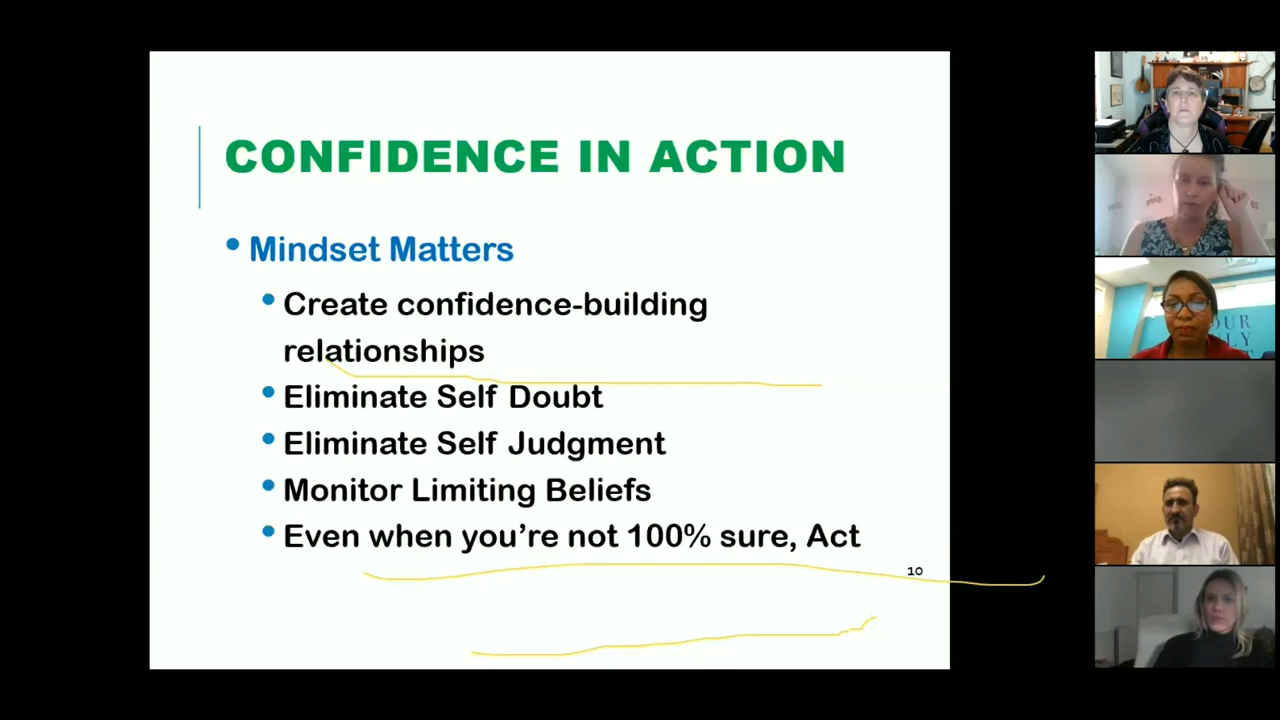 CONFIDENCE IN ACTION
• Mindset Matters
• Create confidence-building
relationships
• Eliminate Self Doubt
• Eliminate Self Judgment
• Monitor Limiting Beliefs
• Even when you’re not 100% sure, Act
10
OUR